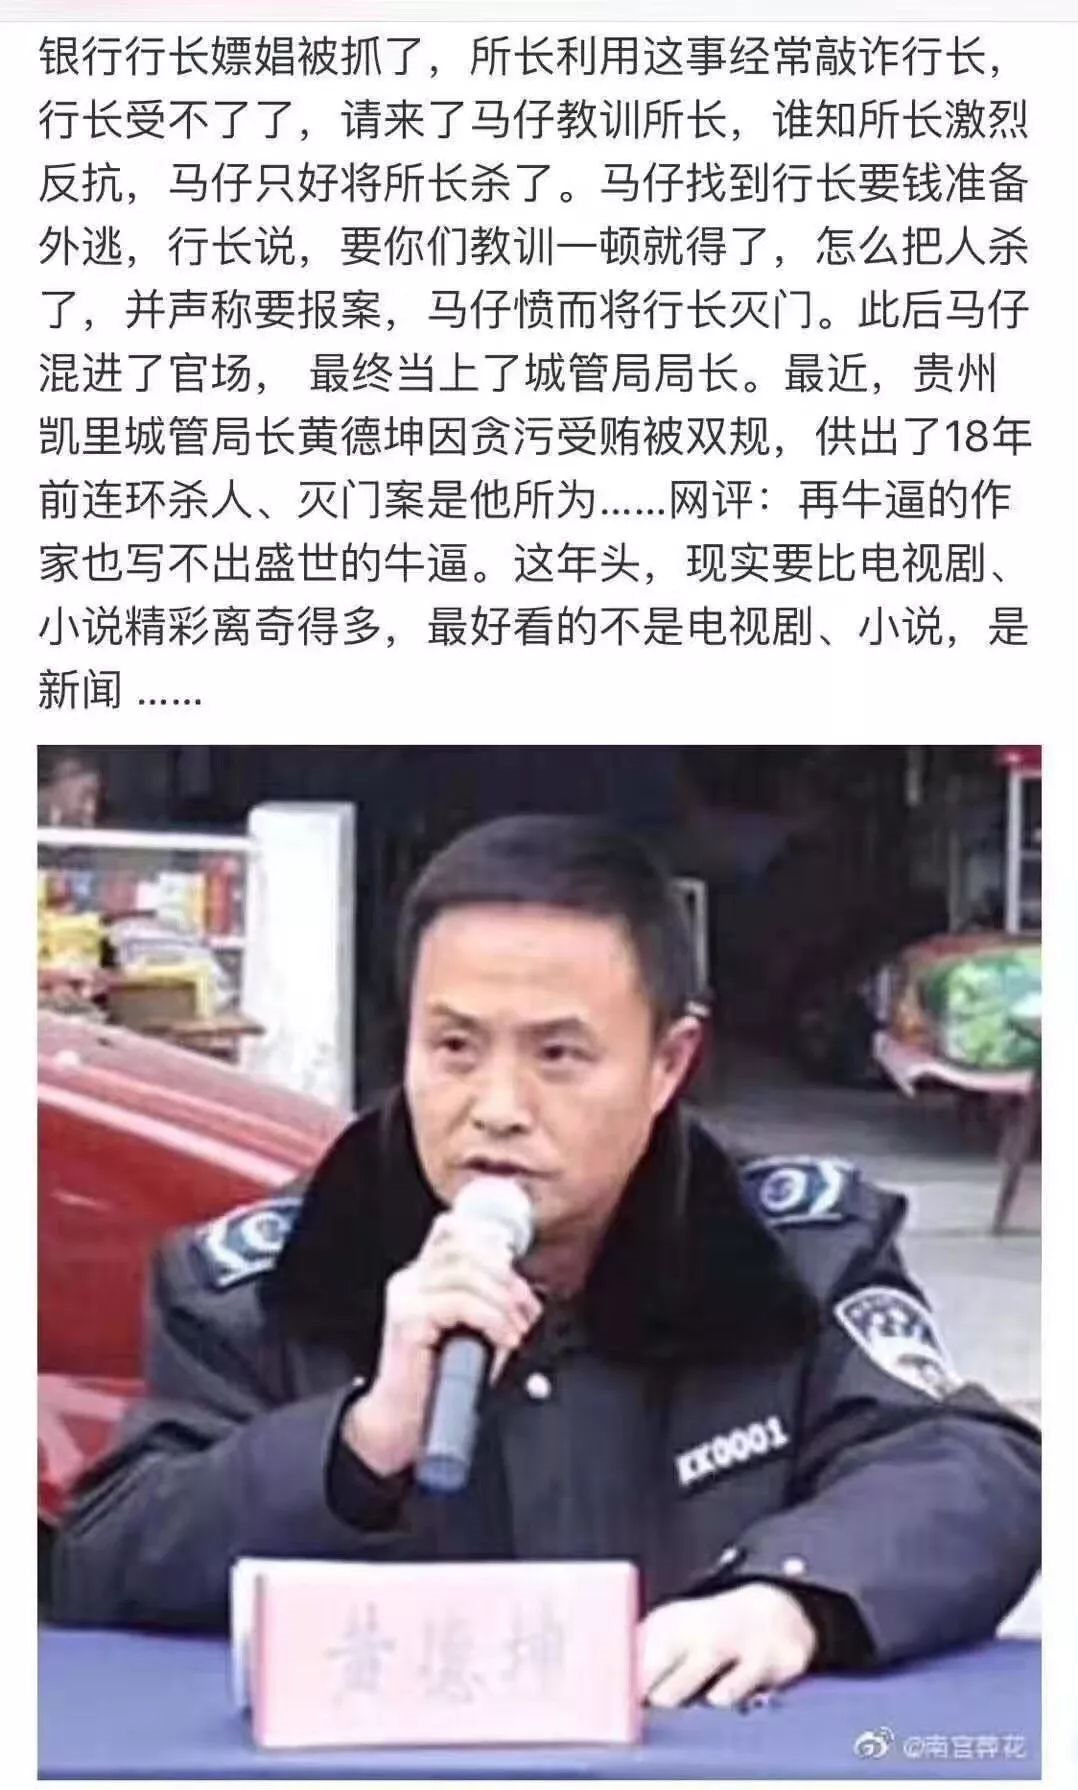 银行行长嫖娼被抓了，所长利用这事经常敲诈行长，
行长受不了了，请来了马仔教训所长，谁知所长激烈
反抗，马仔只好将所长杀了。马仔找到行长要钱准备
外逃，行长说，要你们教训一顿就得了，怎么把人杀
了，并声称要报案，马仔愤而将行长灭门。此后马仔
混进了官场， 最终当上了城管局局长。最近，贵州
凯里城管局长黄德坤因贪污受贿被双规，供出了18年
前连环杀人、灭门案是他所为......网评：再牛逼的作
家也写不出盛世的牛逼。这年头，现实要比电视剧、
小说精彩离奇得多，最好看的不是电视剧、小说，是
新闻 ......
KK0001
黄德坤
@南宫葬花